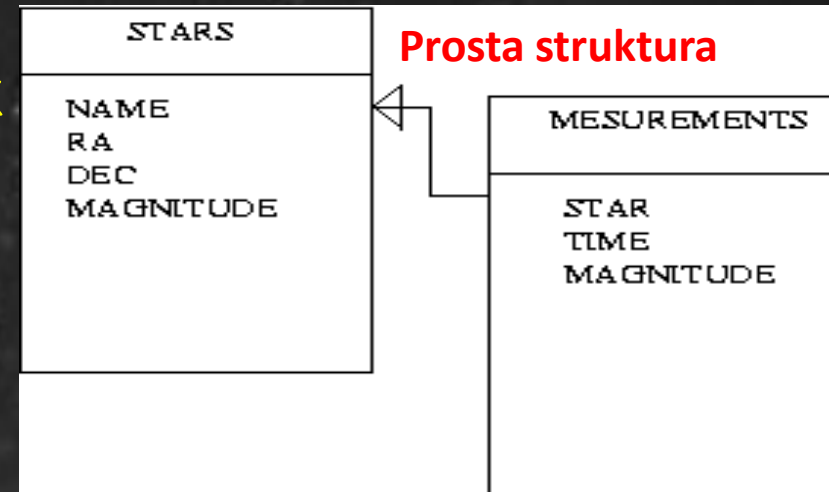 STARS
Prosta struktura
NAME
RA
DEC
MAGNITUDE
MESUREMENTS
STAR
TIME
MAGNITUDE